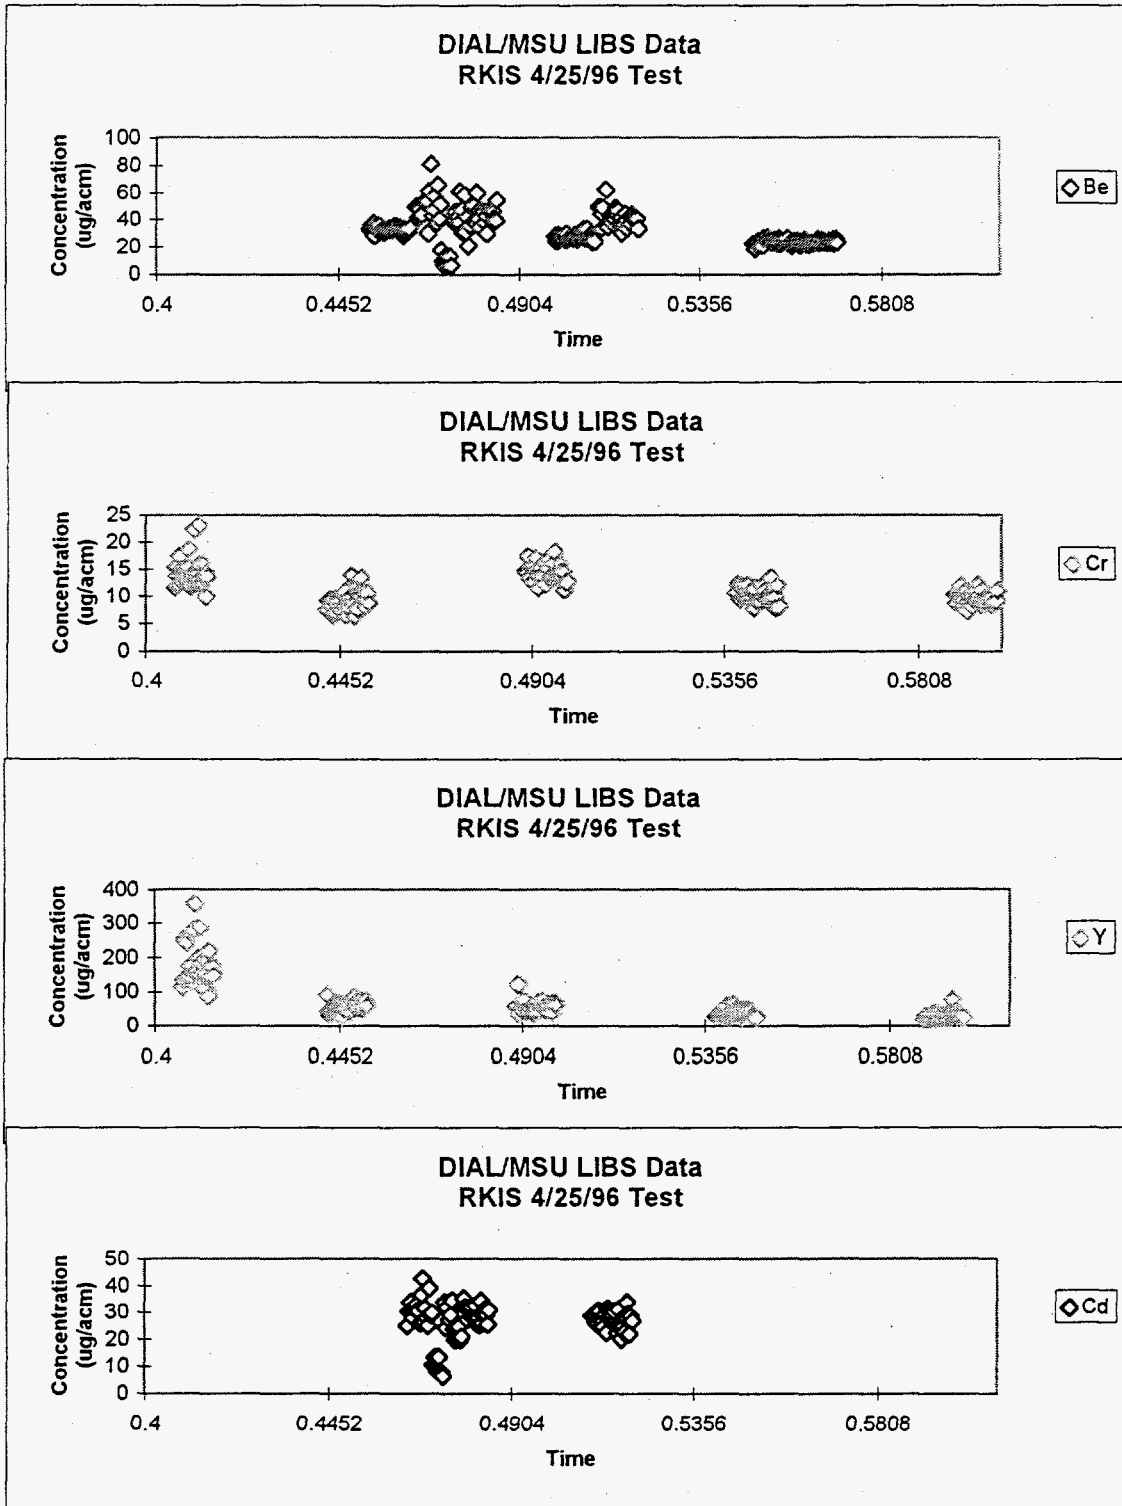 DIAL/MSU LIBS Data
RKIS 4/25/96 Test
Concentration
(ug/acm)
100
80
60
40
20
0
0.4
0.4452
0.4904
0.5356
0.5808
Time
Be
DIAL/MSU LIBS Data
RKIS 4/25/96 Test
Concentration
(ug/acm)
25
20
15
10
5
0
0.4
0.4452
0.4904
0.5356
0.5808
Time
Cr
DIAL/MSU LIBS Data
RKIS 4/25/96 Test
Concentration
(ug/acm)
400
300
200
100
0
0.4
0.4452
0.4904
0.5356
0.5808
Time
Y
DIAL/MSU LIBS Data
RKIS 4/25/96 Test
Concentration
(ug/acm)
50
40
30
20
10
0
0.4
0.4452
0.4904
0.5356
0.5808
Time
Cd